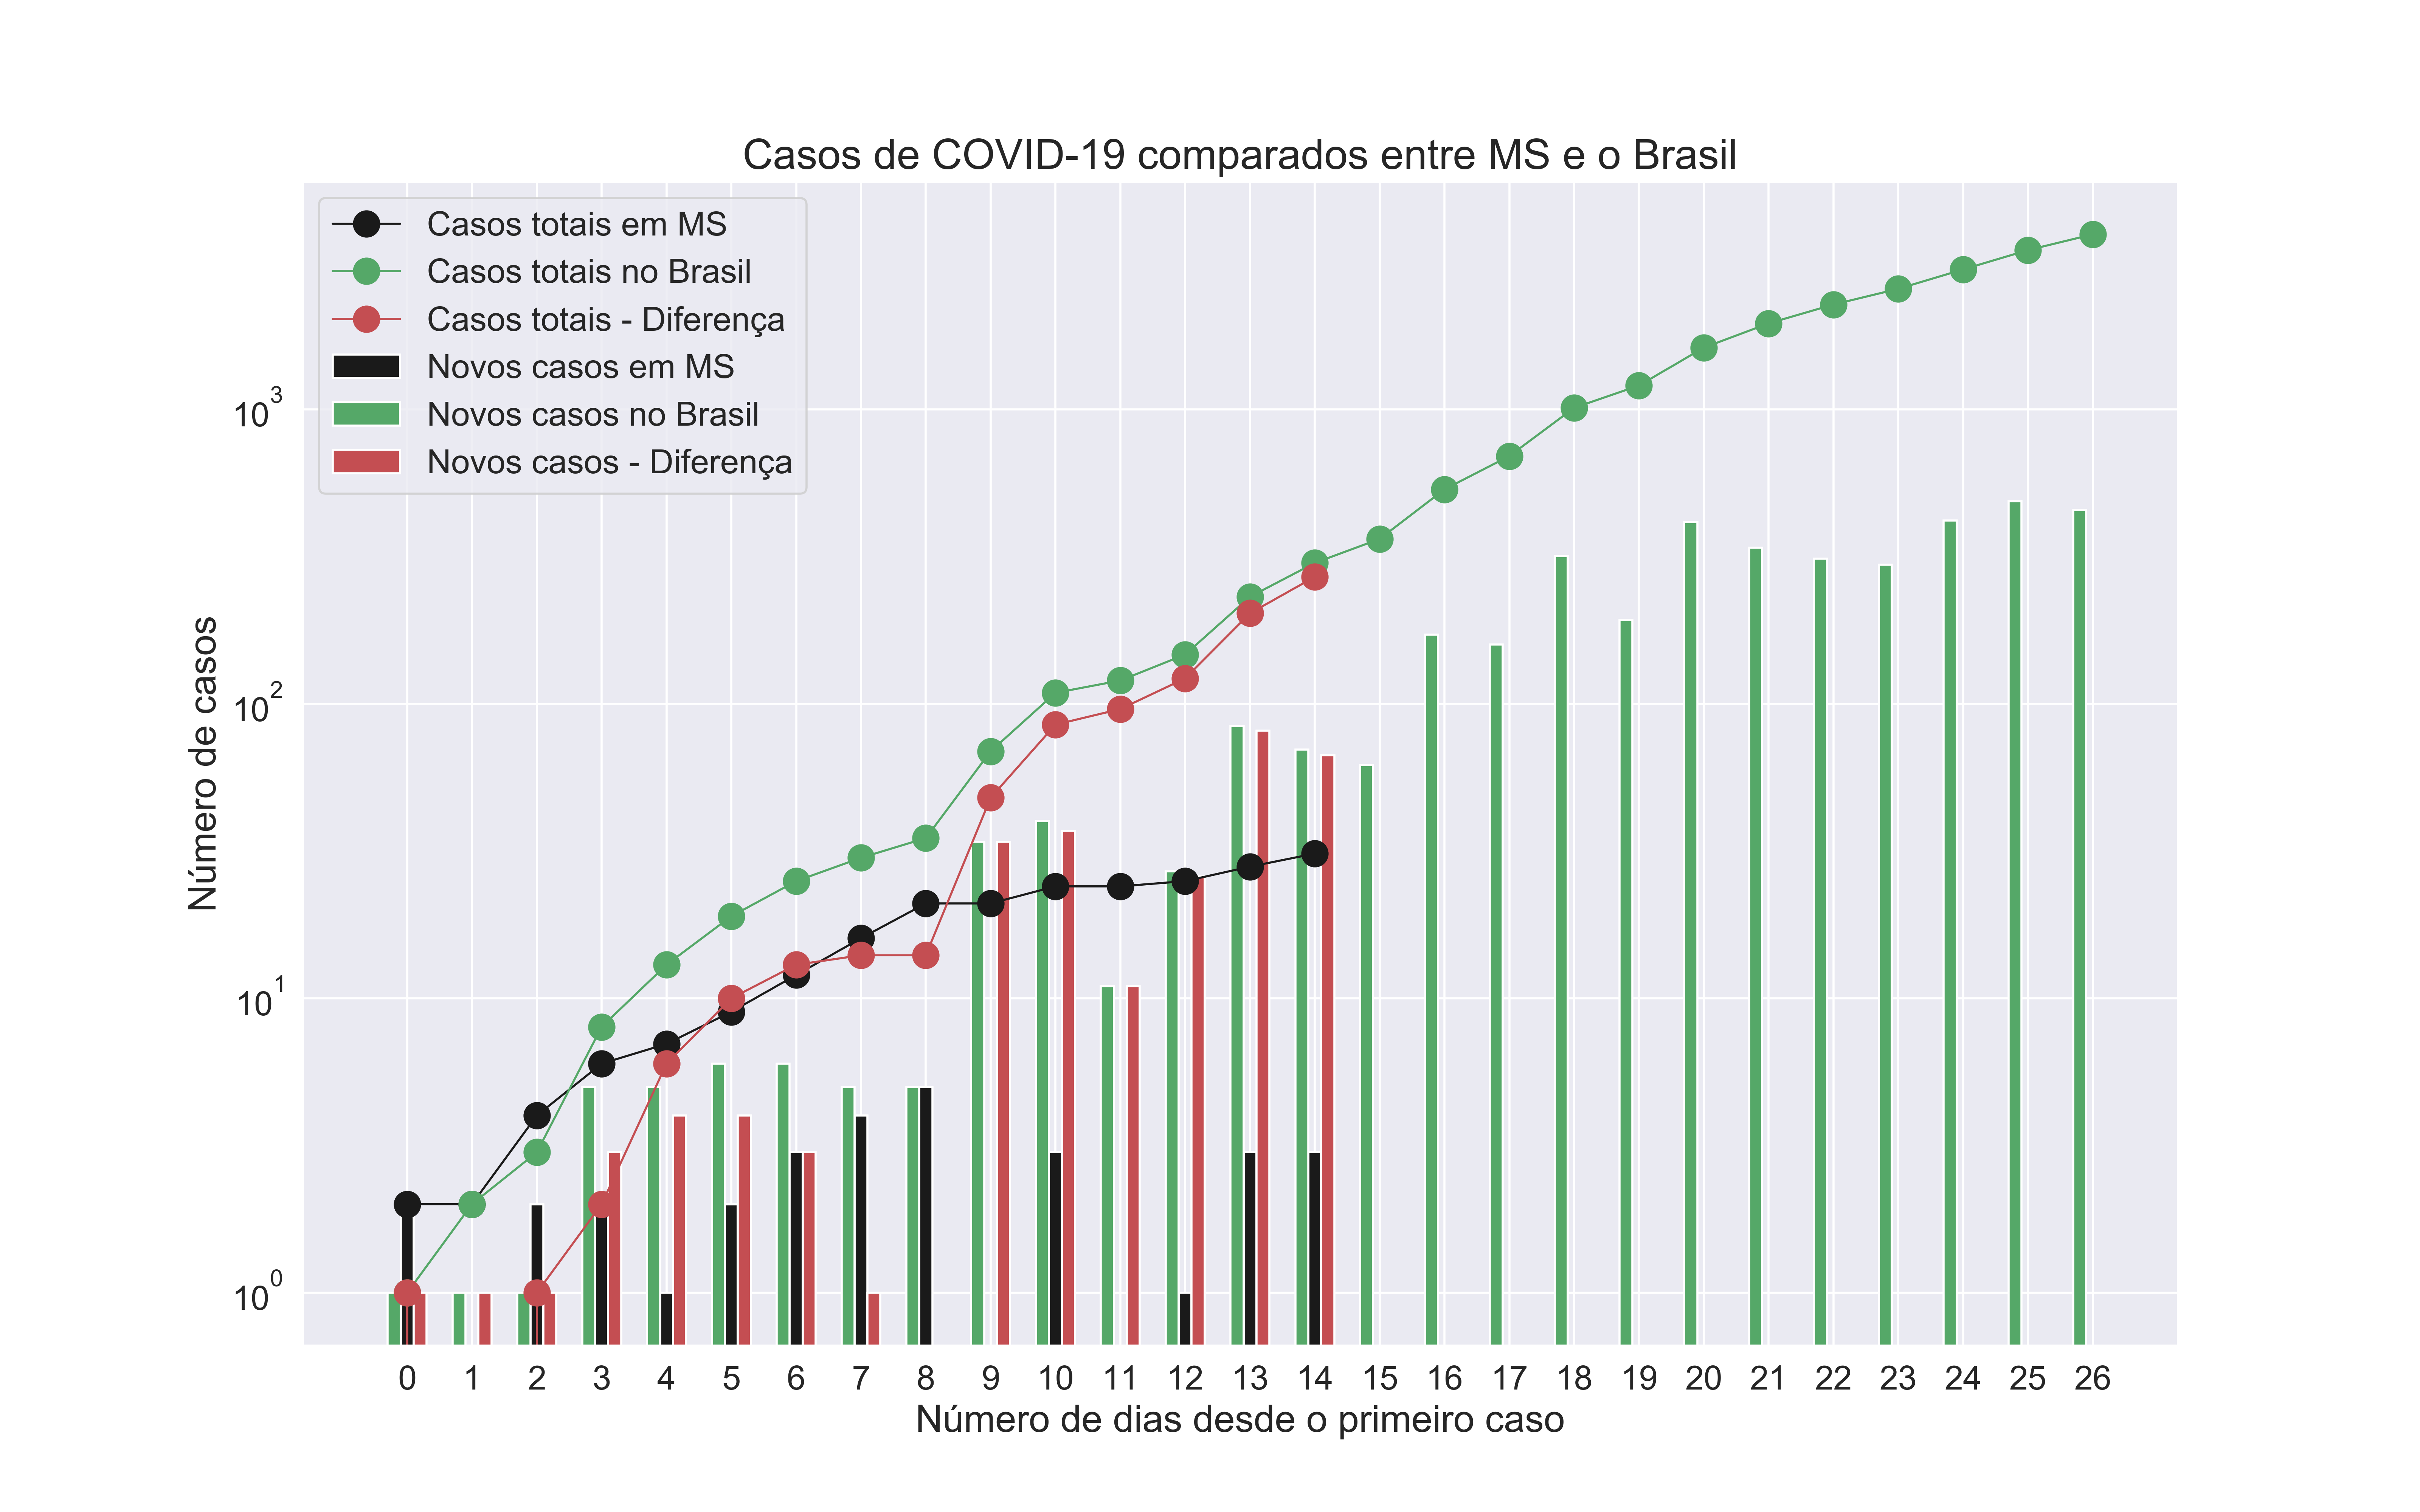 Casos de COVID-19 comparados entre MS e o Brasil
Casos totais em MS
Casos totais no Brasil
Casos totais - Diferença
Novos casos em MS
Novos casos no Brasil
Novos casos - Diferença
Número de casos
10³
10²
10¹
10⁰
0 1 2 3 4 5 6 7 8 9 10 11 12 13 14 15 16 17 18 19 20 21 22 23 24 25 26
Número de dias desde o primeiro caso